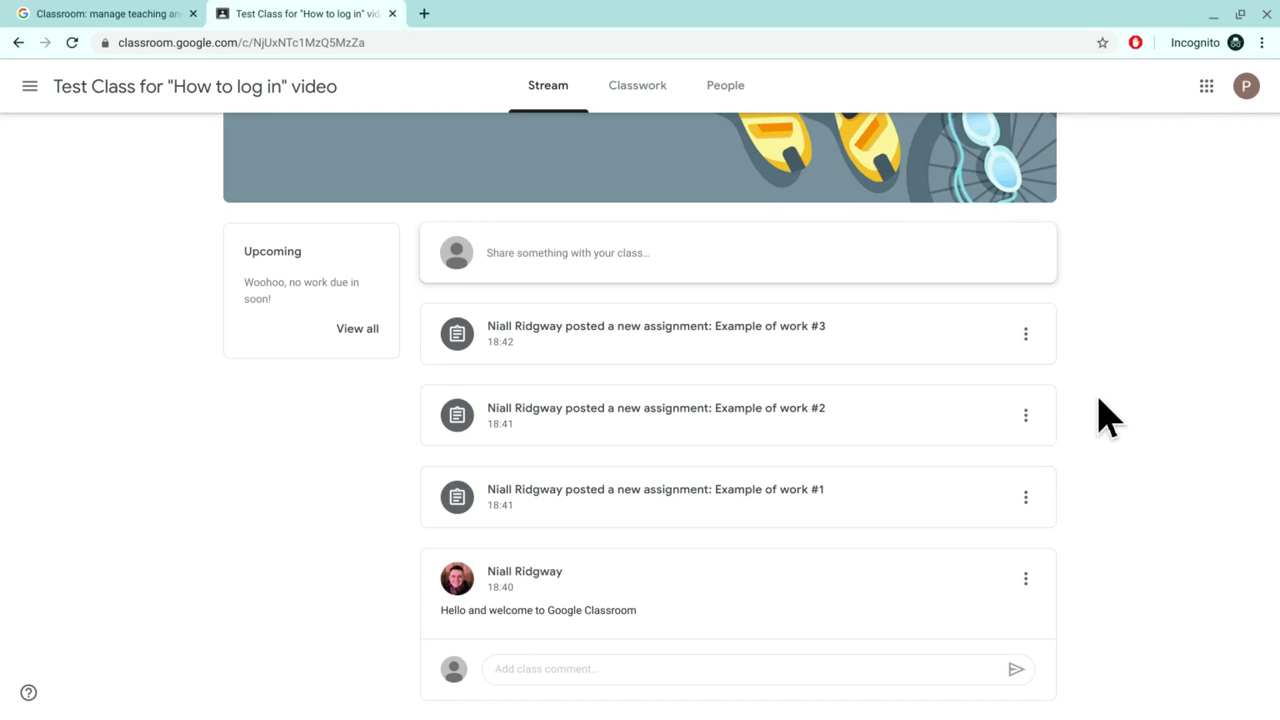 Classroom: manage teaching an
Test Class for "How to log in" vid
classroom.google.com/c/NjUxNTc1MzQ5MzZa
Incognito
Test Class for "How to log in" video
Stream
Classwork
People
P
Upcoming
Woohoo, no work due in
soon!
View all
Share something with your class...
Niall Ridgway posted a new assignment: Example of work #3
18:42
Niall Ridgway posted a new assignment: Example of work #2
18:41
Niall Ridgway posted a new assignment: Example of work #1
18:41
Niall Ridgway
18:40
Hello and welcome to Google Classroom
Add class comment...